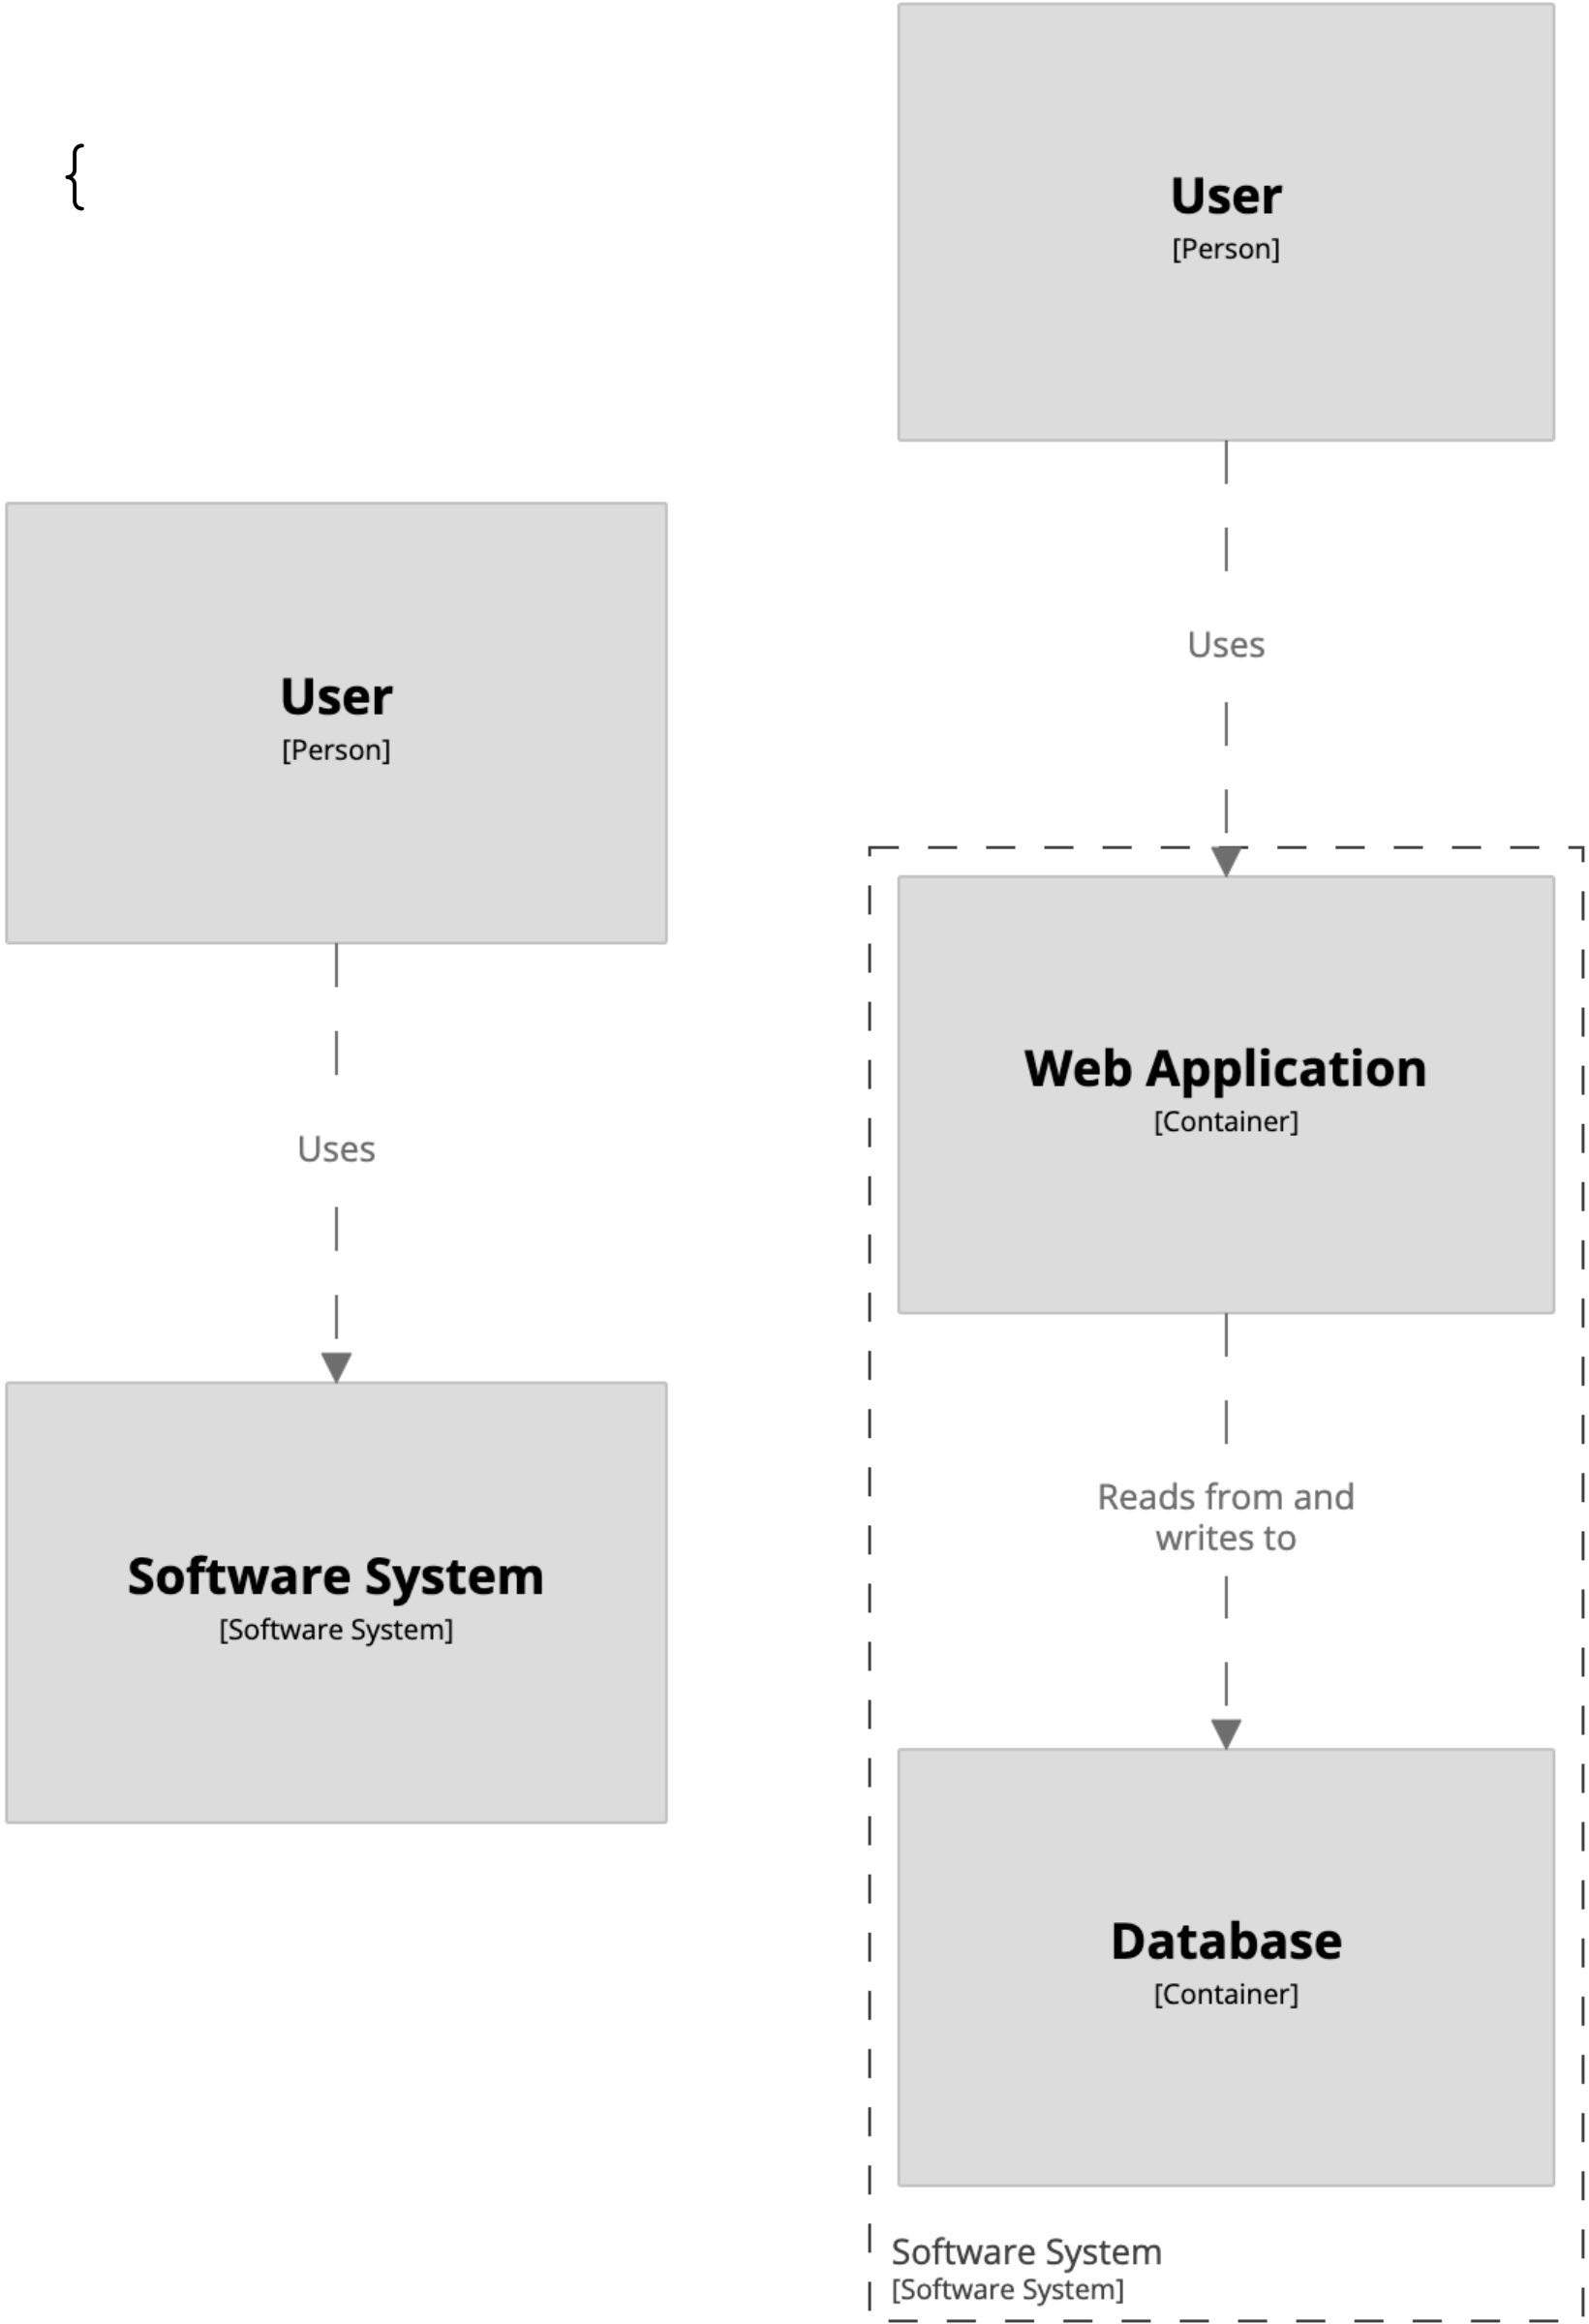 {
User
[Person]
Uses
Software System
[Software System]
User
[Person]
Uses
Web Application
[Container]
Reads from and
writes to
Database
[Container]
Software System
[Software System]